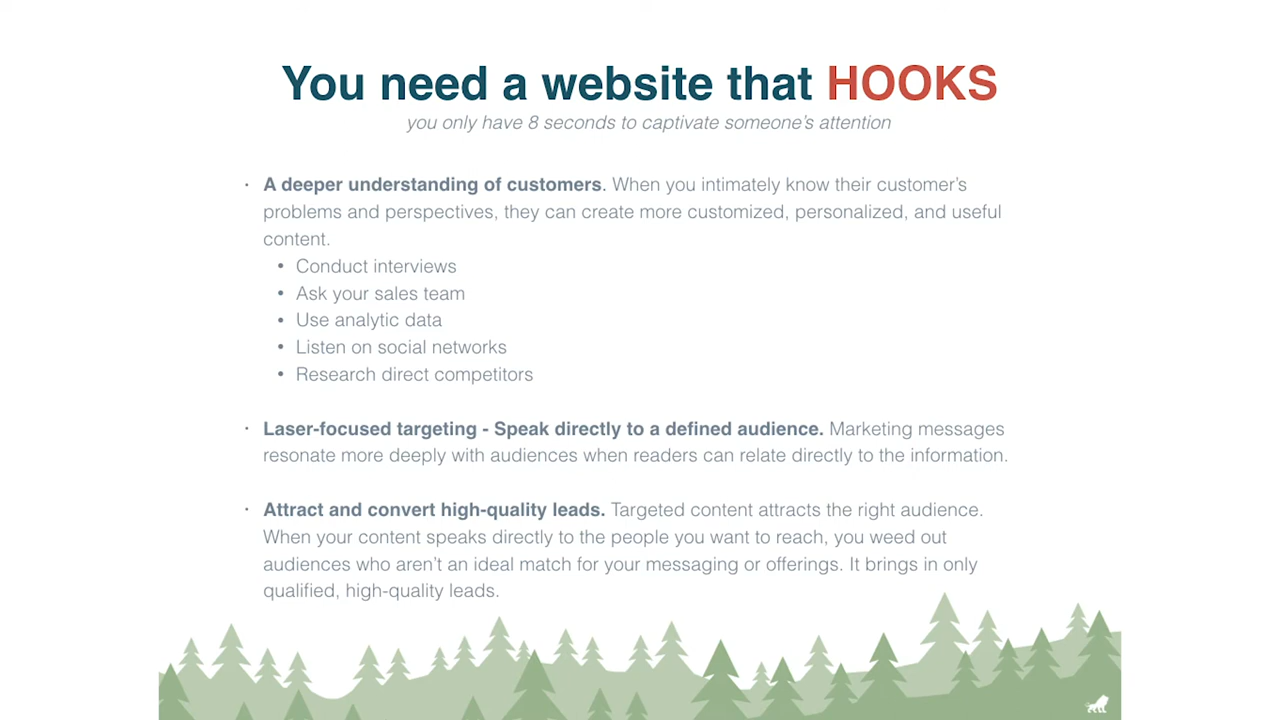 You need a website that HOOKS
you only have 8 seconds to captivate someone's attention
· A deeper understanding of customers. When you intimately know their customer's
problems and perspectives, they can create more customized, personalized, and useful
content.
• Conduct interviews
• Ask your sales team
• Use analytic data
• Listen on social networks
• Research direct competitors
· Laser-focused targeting - Speak directly to a defined audience. Marketing messages
resonate more deeply with audiences when readers can relate directly to the information.
· Attract and convert high-quality leads. Targeted content attracts the right audience.
When your content speaks directly to the people you want to reach, you weed out
audiences who aren't an ideal match for your messaging or offerings. It brings in only
qualified, high-quality leads.